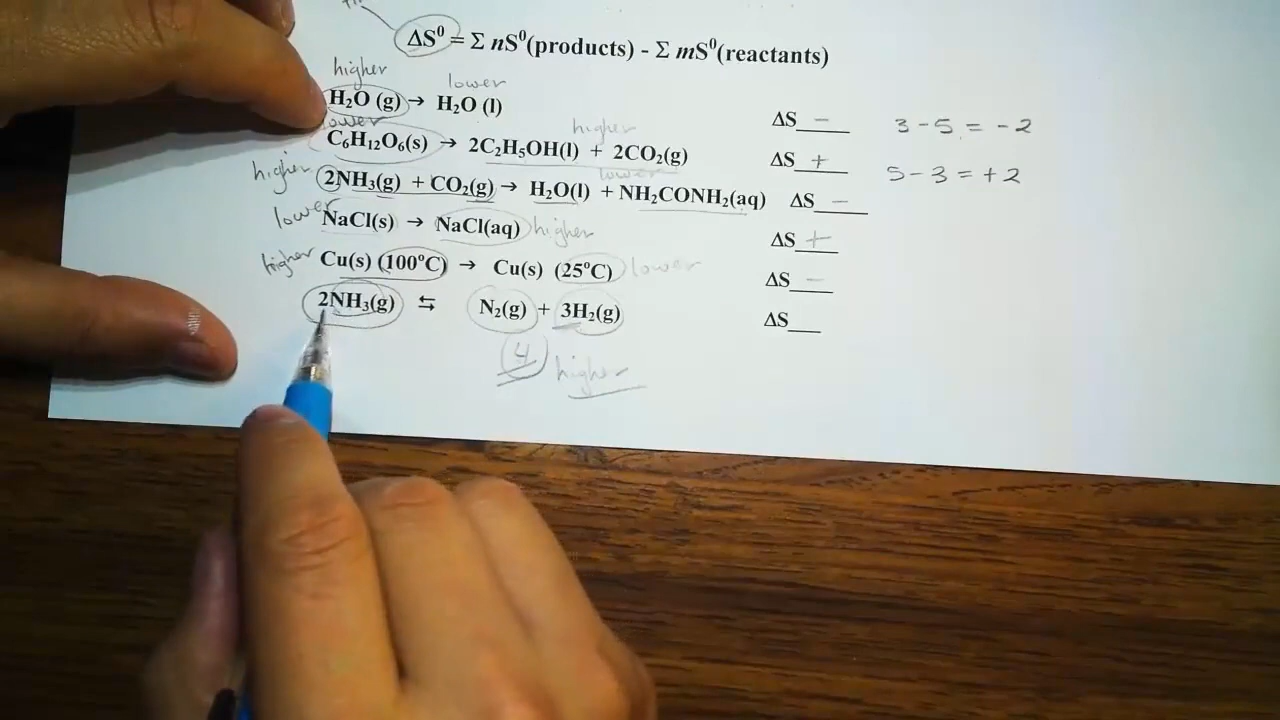 ΔS⁰ = Σ nS⁰(products) - Σ mS⁰(reactants)
higher lower
H₂O (g) → H₂O (l) ΔS - 3 - 5 = - 2
lower higher
C₆H₁₂O₆(s) → 2C₂H₅OH(l) + 2CO₂(g) ΔS + 5 - 3 = + 2
higher lower
2NH₃(g) + CO₂(g) → H₂O(l) + NH₂CONH₂(aq) ΔS -
lower NaCl(s) → NaCl(aq) higher ΔS +
higher Cu(s) (100°C) → Cu(s) (25°C) lower ΔS -
2NH₃(g) ⇆ N₂(g) + 3H₂(g) ΔS___
4 higher